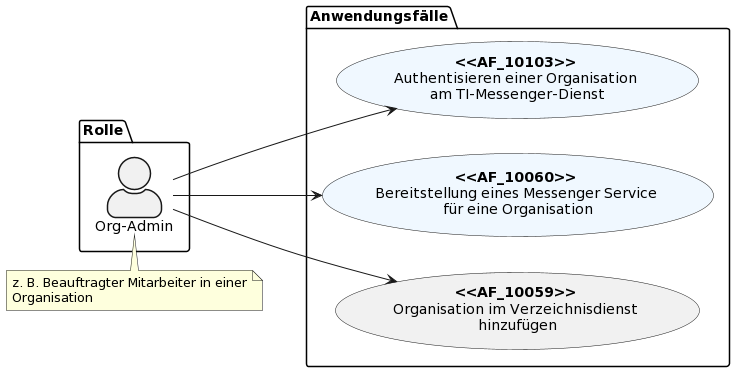 Anwendungsfälle
<<AF_10103>>
Authentisieren einer Organisation
am TI-Messenger-Dienst
Rolle
Org-Admin
<<AF_10060>>
Bereitstellung eines Messenger Service
für eine Organisation
z. B. Beauftragter Mitarbeiter in einer
Organisation
<<AF_10059>>
Organisation im Verzeichnisdienst
hinzufügen